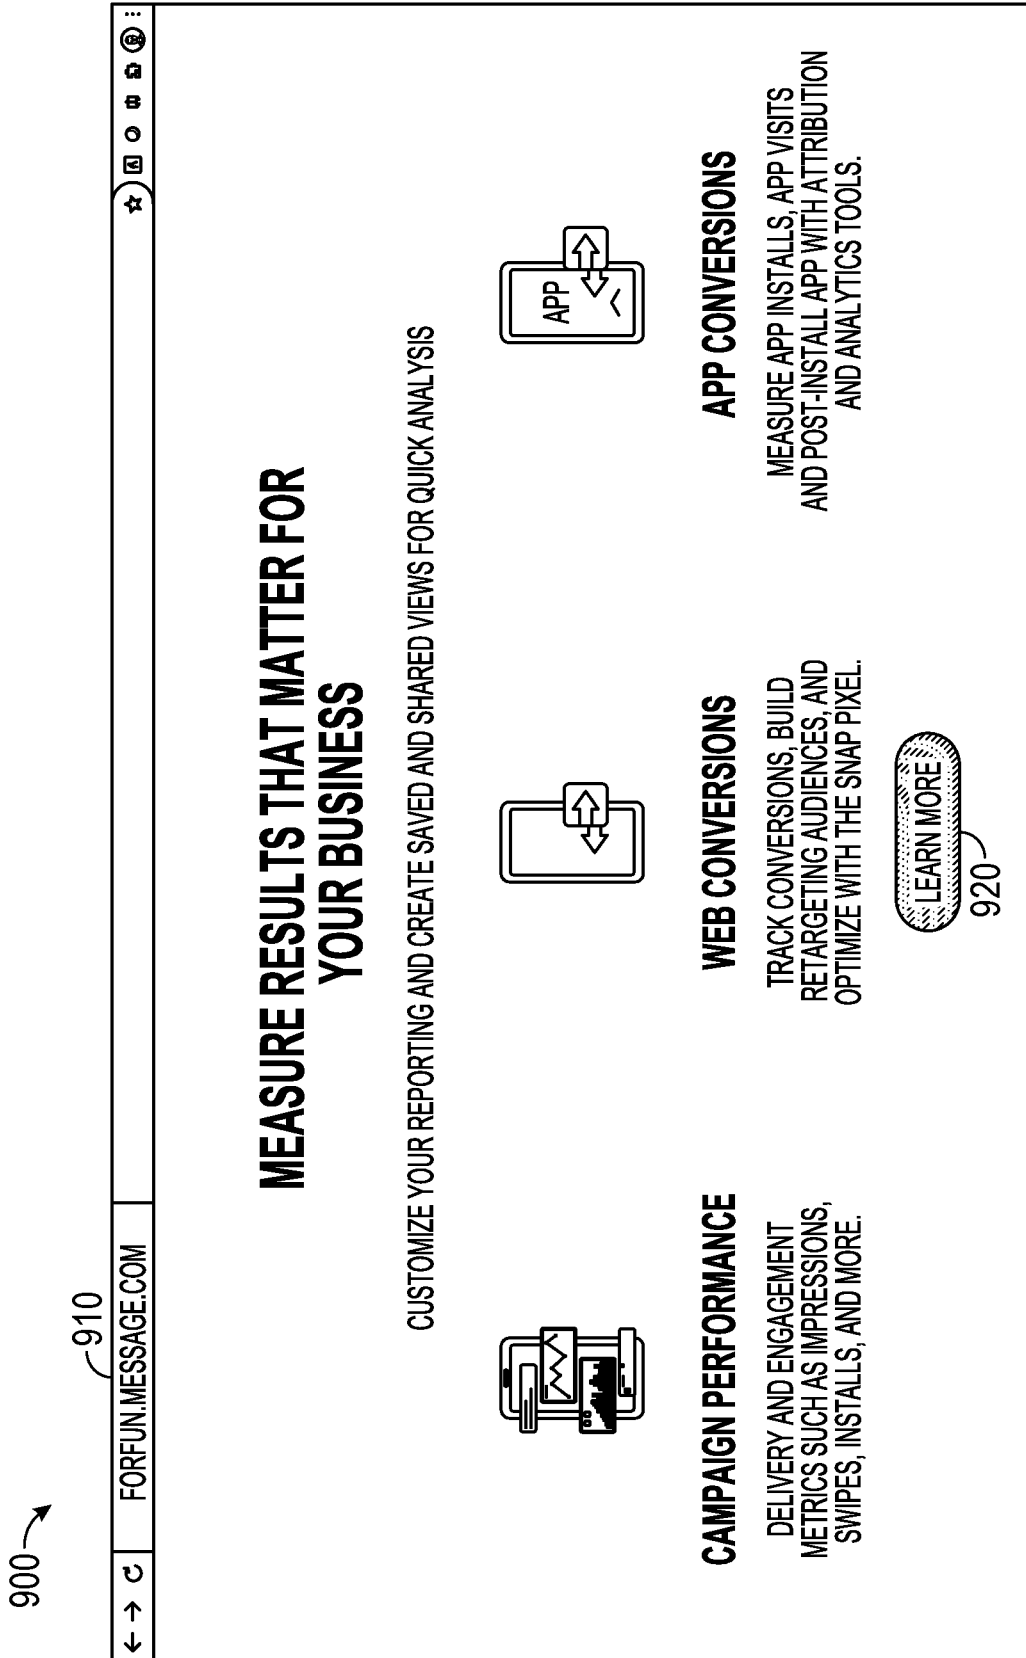 900
910
FORFUN.MESSAGE.COM
MEASURE RESULTS THAT MATTER FOR
YOUR BUSINESS
CUSTOMIZE YOUR REPORTING AND CREATE SAVED AND SHARED VIEWS FOR QUICK ANALYSIS
CAMPAIGN PERFORMANCE
DELIVERY AND ENGAGEMENT
METRICS SUCH AS IMPRESSIONS,
SWIPES, INSTALLS, AND MORE.
WEB CONVERSIONS
TRACK CONVERSIONS, BUILD
RETARGETING AUDIENCES, AND
OPTIMIZE WITH THE SNAP PIXEL.
LEARN MORE
920
APP
APP CONVERSIONS
MEASURE APP INSTALLS, APP VISITS
AND POST-INSTALL APP WITH ATTRIBUTION
AND ANALYTICS TOOLS.